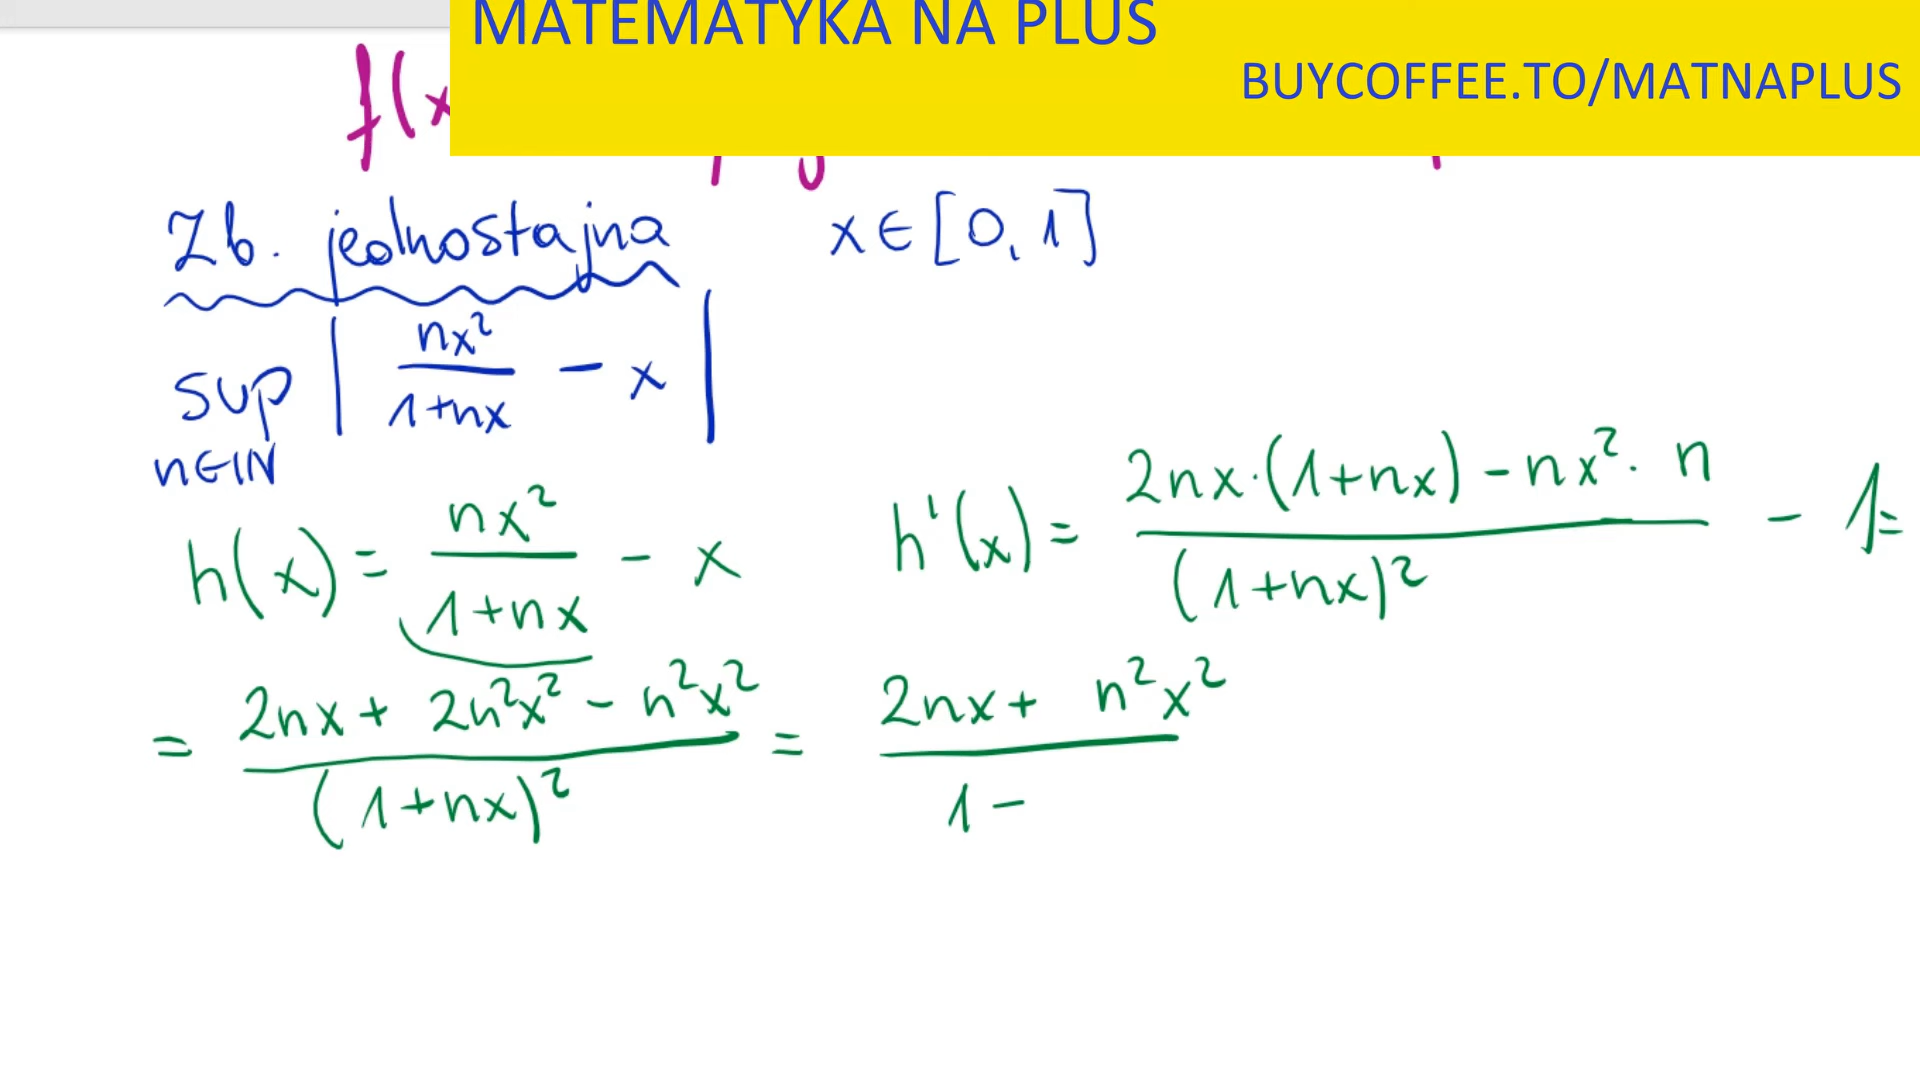 MATEMATYKA NA PLUS
BUYCOFFEE.TO/MATNAPLUS
f(x
Zb. jednostajna x∈[0,1]
sup | nx²/(1+nx) - x |
n∈IN
h(x) = nx²/(1+nx) - x h'(x) = (2nx·(1+nx) - nx²·n)/(1+nx)² - 1 =
= (2nx + 2n²x² - n²x²)/(1+nx)² = (2nx + n²x²)/(1 -